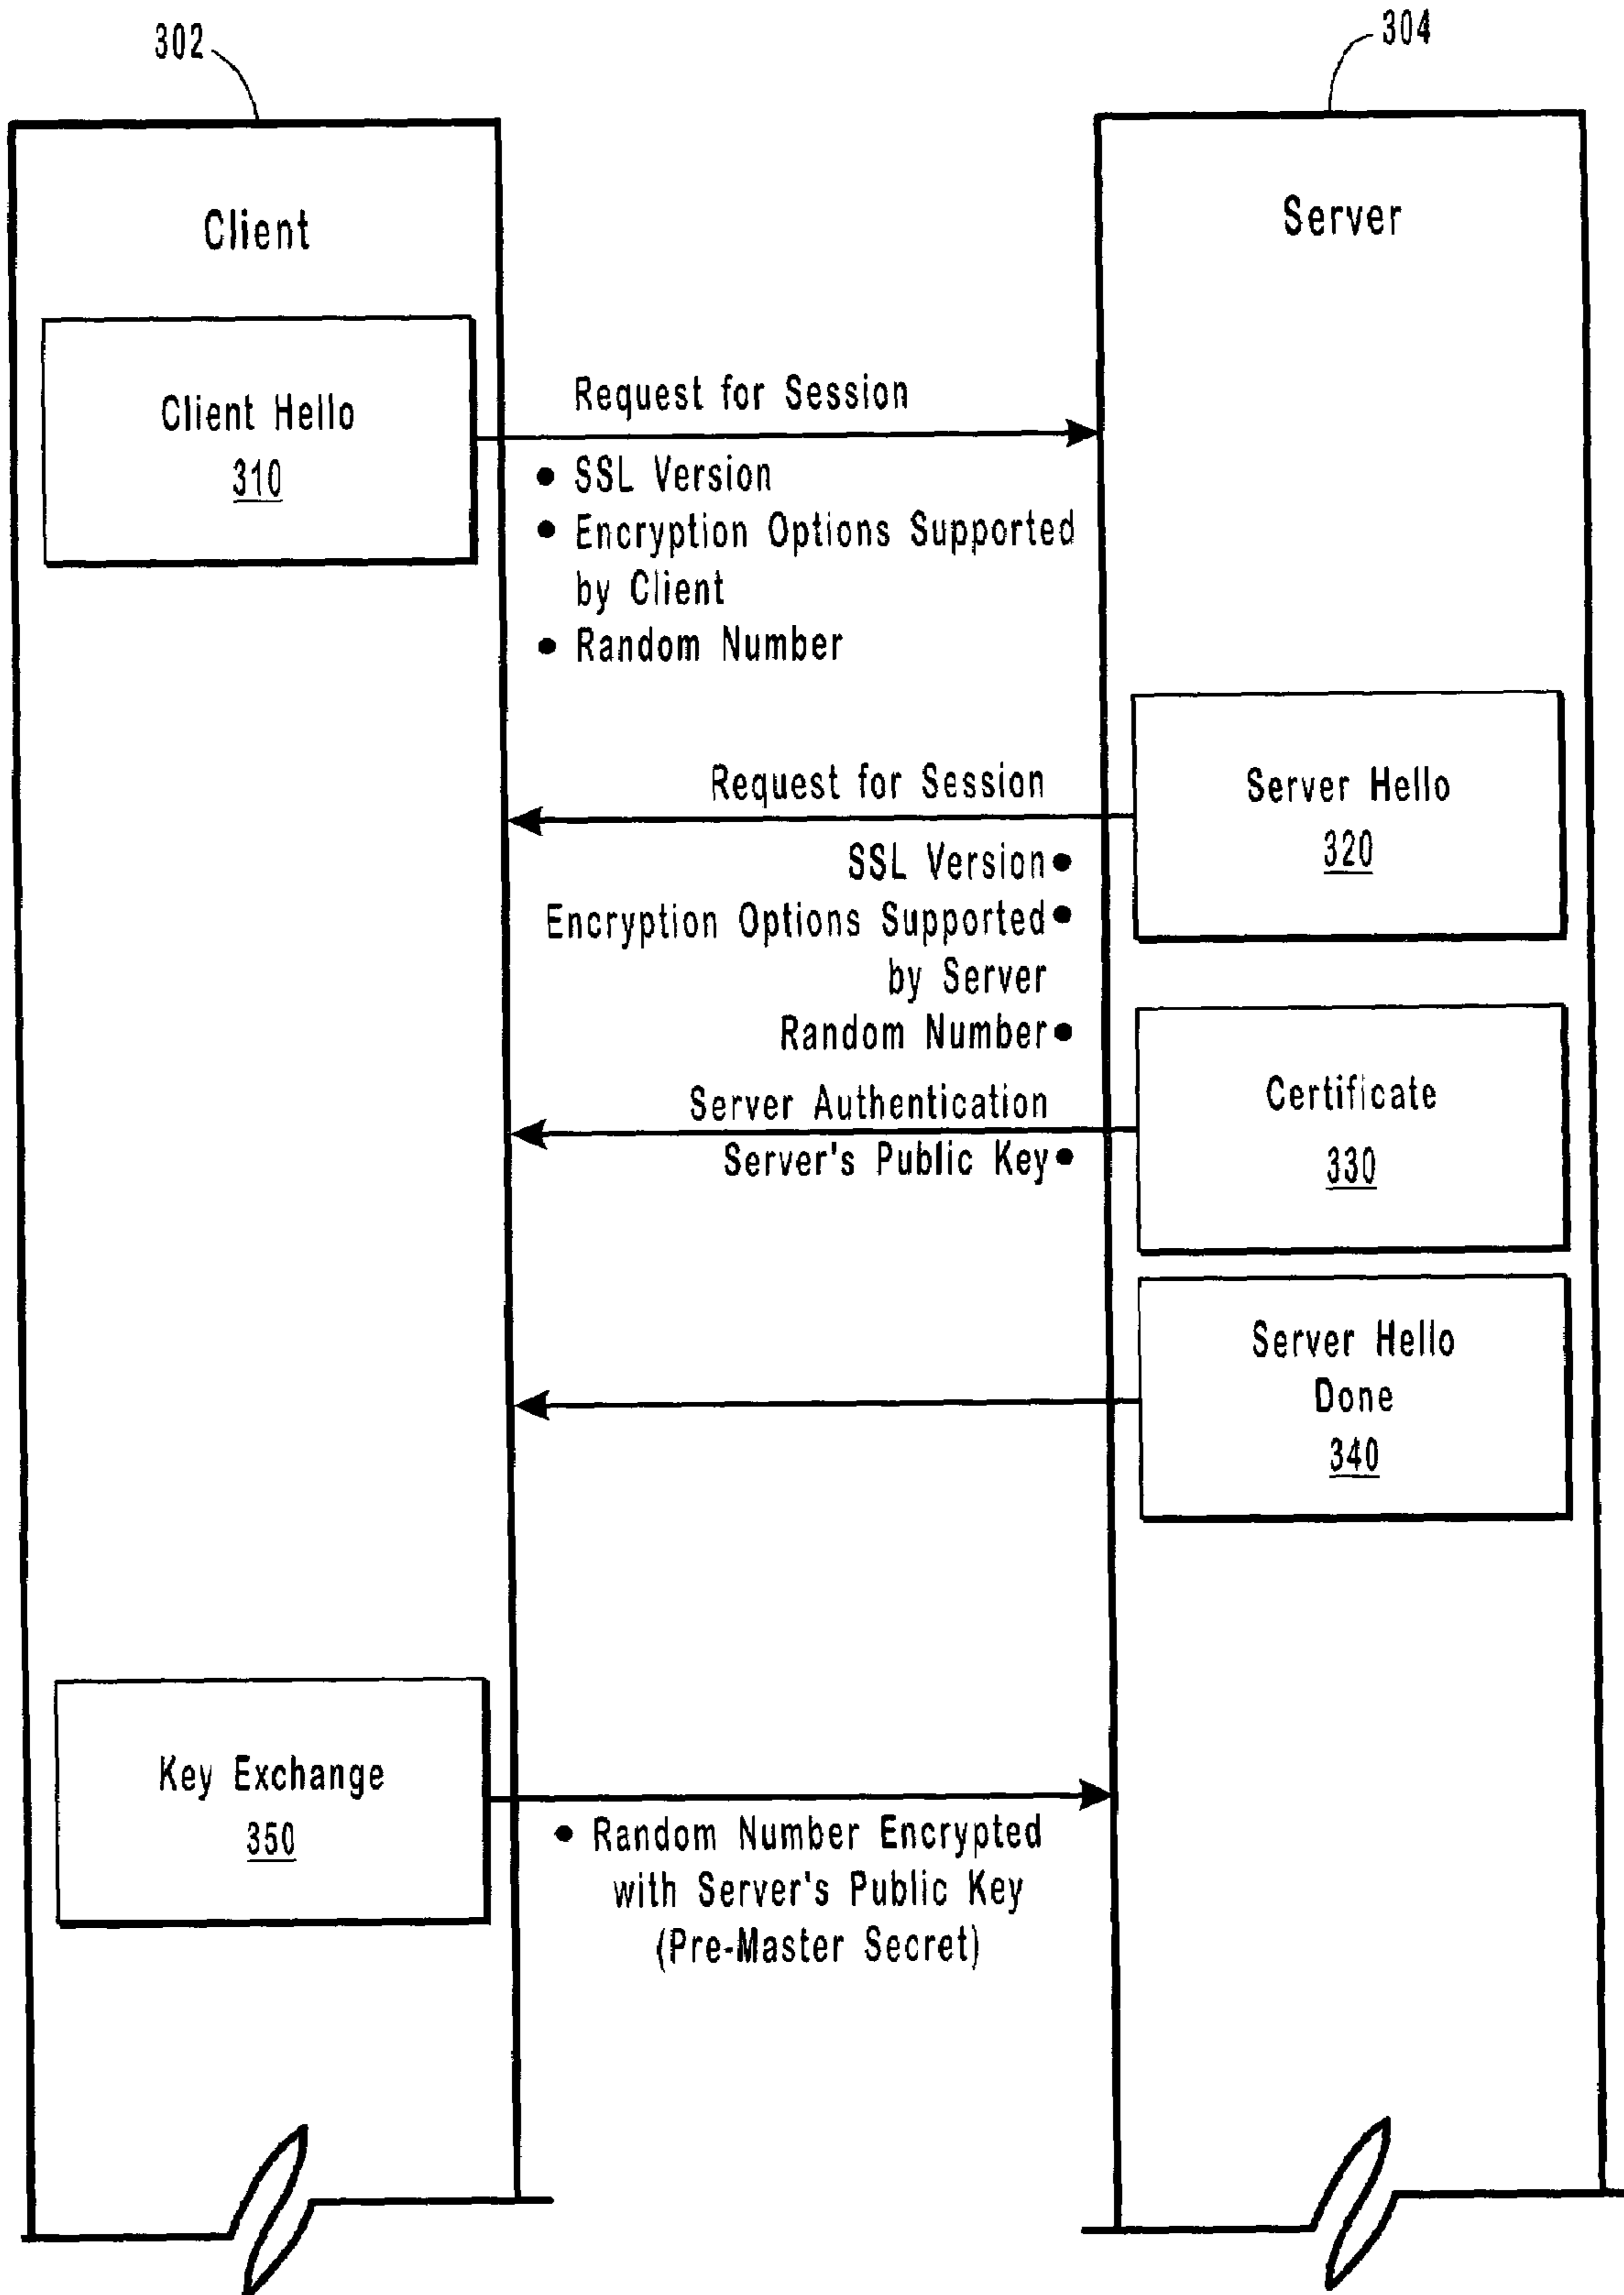 302
304
Client
Server
Client Hello
310
Request for Session
• SSL Version
• Encryption Options Supported
by Client
• Random Number
Server Hello
320
Request for Session
SSL Version •
Encryption Options Supported •
by Server
Random Number •
Certificate
330
Server Authentication
Server's Public Key •
Server Hello
Done
340
Key Exchange
350
• Random Number Encrypted
with Server's Public Key
(Pre-Master Secret)